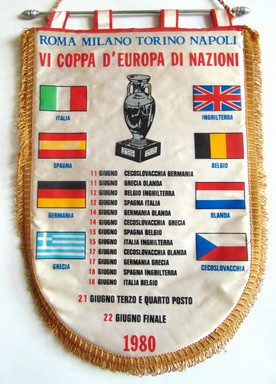 ROMA MILANO TORINO NAPOLI
VI COPPA D'EUROPA DI NAZIONI
ITALIA
INGHILTERRA
SPAGNA
BELGIO
GERMANIA
OLANDA
GRECIA
CECOSLOVACCHIA
11 GIUGNO CECOSLOVACCHIA GERMANIA
11 GIUGNO GRECIA OLANDA
12 GIUGNO BELGIO INGHILTERRA
12 GIUGNO SPAGNA ITALIA
14 GIUGNO GERMANIA OLANDA
14 GIUGNO CECOSLOVACCHIA GRECIA
15 GIUGNO SPAGNA BELGIO
15 GIUGNO ITALIA INGHILTERRA
17 GIUGNO CECOSLOVACCHIA OLANDA
17 GIUGNO GERMANIA GRECIA
18 GIUGNO SPAGNA INGHILTERRA
18 GIUGNO ITALIA BELGIO
21 GIUGNO TERZO E QUARTO POSTO
22 GIUGNO FINALE
1980